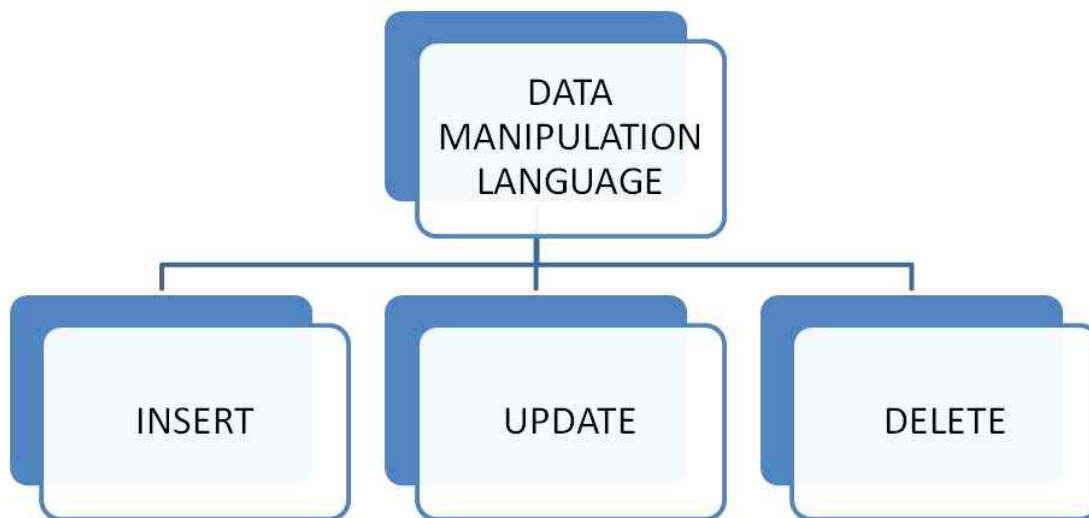 DATA
MANIPULATION
LANGUAGE
INSERT
UPDATE
DELETE